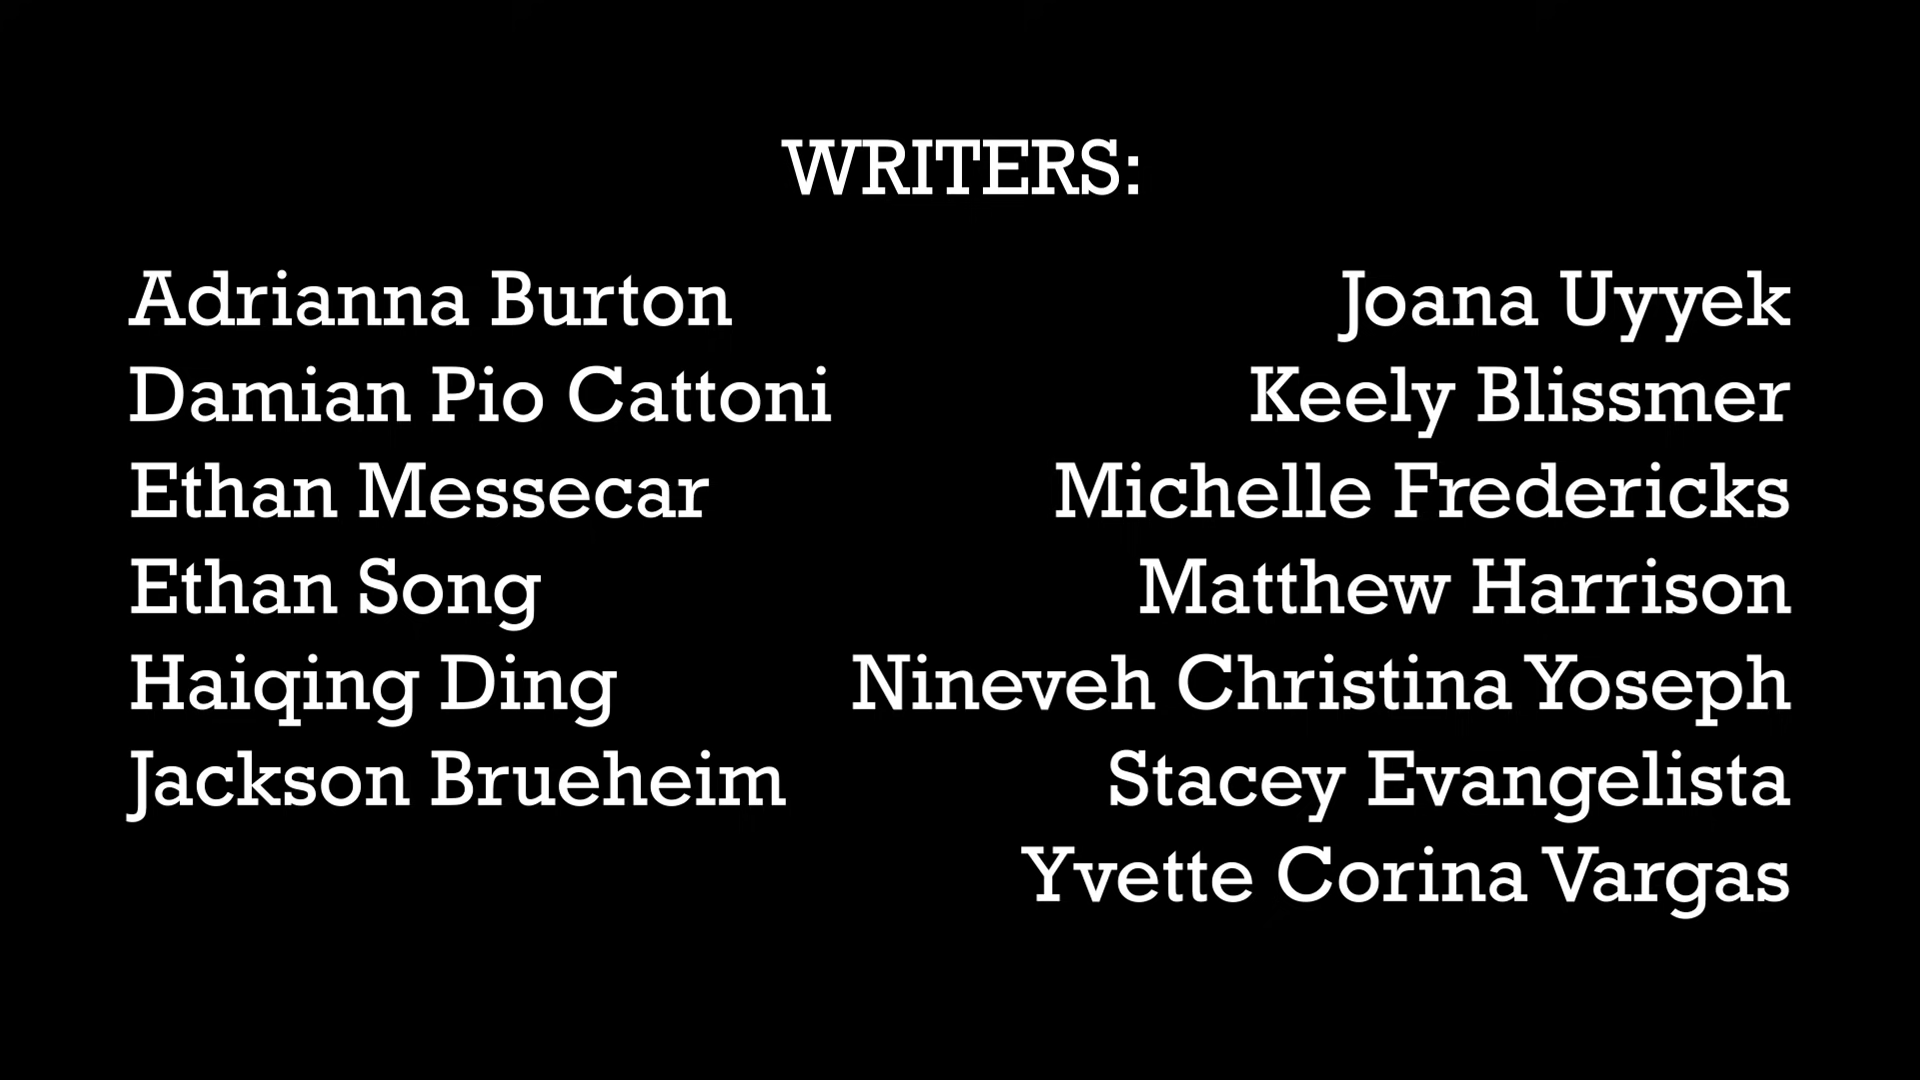 WRITERS:
Adrianna Burton
Damian Pio Cattoni
Ethan Messecar
Ethan Song
Haiqing Ding
Jackson Brueheim
Joana Uyyek
Keely Blissmer
Michelle Fredericks
Matthew Harrison
Nineveh Christina Yoseph
Stacey Evangelista
Yvette Corina Vargas